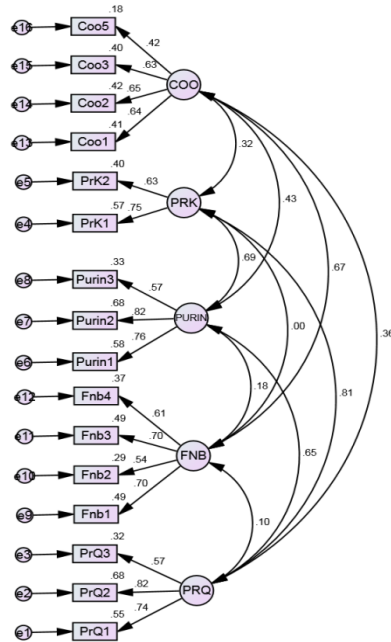 .18
e16 Coo5
.42
.40
e15 Coo3
.63
.42
e14 Coo2
.65
COO
.41
e13 Coo1
.64
.40
e5 PrK2
.63
.32
.57
e4 PrK1
.75
PRK
.43
.33
e8 Purin3
.57
.69
.67
.68
e7 Purin2
.82
PURIN
.00
.36
.58
e6 Purin1
.76
.37
e12 Fnb4
.61
.18
.81
.49
e11 Fnb3
.70
FNB
.65
.29
e10 Fnb2
.54
.49
e9 Fnb1
.70
.10
.32
e3 PrQ3
.57
.68
e2 PrQ2
.82
PRQ
.55
e1 PrQ1
.74